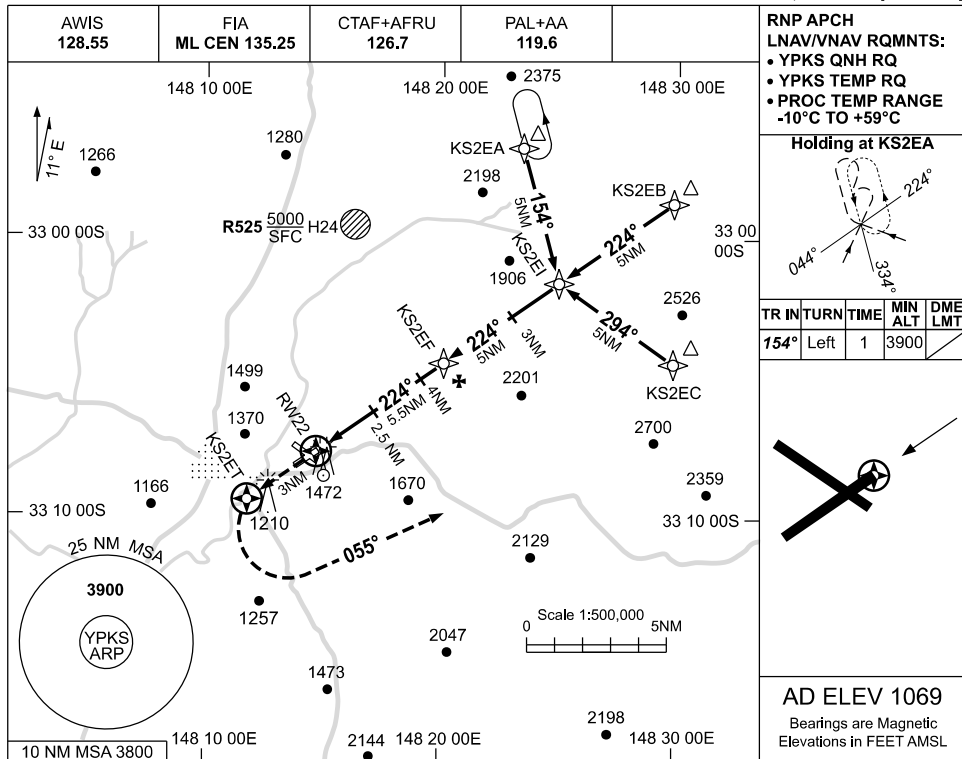 AWIS
128.55
FIA
ML CEN 135.25
CTAF+AFRU
126.7
PAL+AA
119.6
RNP APCH
LNAV/VNAV RQMNTS:
• YPKS QNH RQ
• YPKS TEMP RQ
• PROC TEMP RANGE
-10°C TO +59°C
148 10 00E
148 20 00E
148 30 00E
2375
11° E
1266
1280
KS2EA
2198
KS2EB
154°
5NM
R525 5000 SFC H24
33 00 00S
33 00
00S
KS2EI
224°
5NM
1906
2526
294°
5NM
KS2EC
3NM
224°
5NM
KS2EF
4NM
2201
224°
5.5NM
2.5 NM
1499
1370
RW22
KS2ET
3NM
1472
2700
1670
2359
1166
1210
33 10 00S
33 10 00S
055°
2129
25 NM MSA
3900
YPKS
ARP
1257
Scale 1:500,000
0
5NM
2047
1473
2198
2144
10 NM MSA 3800
148 10 00E
148 20 00E
148 30 00E
Holding at KS2EA
224°
044°
334°
TR IN TURN TIME MIN ALT DME LMT
154° Left 1 3900
AD ELEV 1069
Bearings are Magnetic
Elevations in FEET AMSL